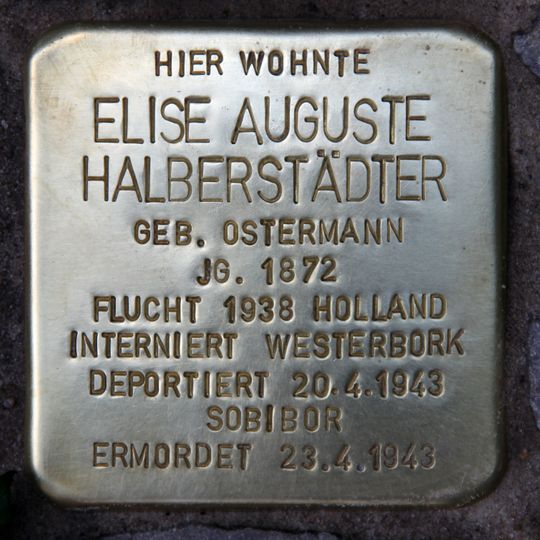 HIER WOHNTE
ELISE AUGUSTE
HALBERSTÄDTER
GEB. OSTERMANN
JG. 1872
FLUCHT 1938 HOLLAND
INTERNIERT WESTERBORK
DEPORTIERT 20.4.1943
SOBIBOR
ERMORDET 23.4.1943